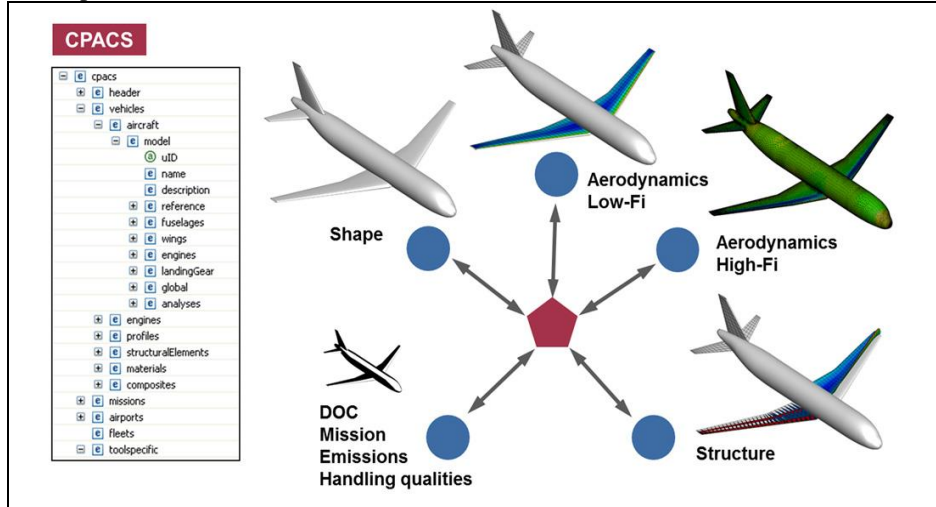 CPACS
cpacs
header
vehicles
aircraft
model
uID
name
description
reference
fuselages
wings
engines
landingGear
global
analyses
engines
profiles
structuralElements
materials
composites
missions
airports
fleets
toolspecific
Shape
Aerodynamics
Low-Fi
Aerodynamics
High-Fi
DOC
Mission
Emissions
Handling qualities
Structure